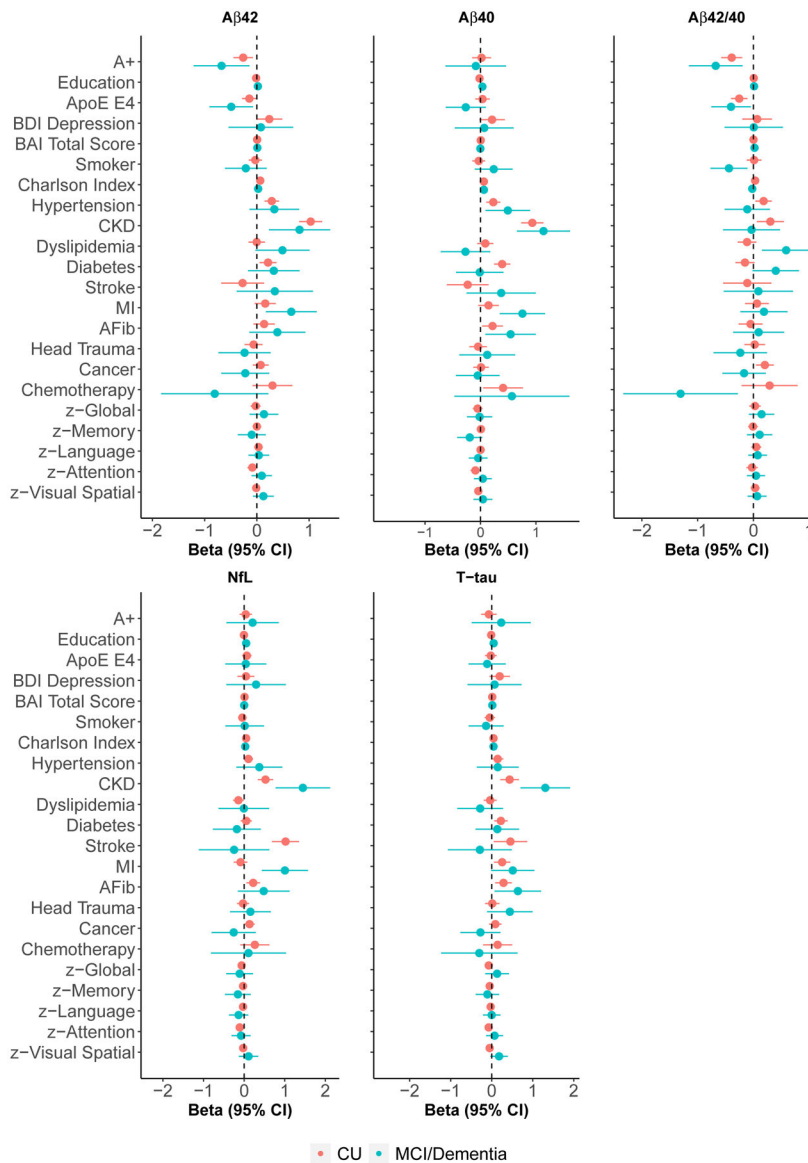 Aβ42 Aβ40 Aβ42/40
A+
Education
ApoE E4
BDI Depression
BAI Total Score
Smoker
Charlson Index
Hypertension
CKD
Dyslipidemia
Diabetes
Stroke
MI
AFib
Head Trauma
Cancer
Chemotherapy
z−Global
z−Memory
z−Language
z−Attention
z−Visual Spatial
−2 −1 0 1 −1 0 1 −2 −1 0 1
Beta (95% CI) Beta (95% CI) Beta (95% CI)
NfL T−tau
A+
Education
ApoE E4
BDI Depression
BAI Total Score
Smoker
Charlson Index
Hypertension
CKD
Dyslipidemia
Diabetes
Stroke
MI
AFib
Head Trauma
Cancer
Chemotherapy
z−Global
z−Memory
z−Language
z−Attention
z−Visual Spatial
−2 −1 0 1 2 −2 −1 0 1 2
Beta (95% CI) Beta (95% CI)
CU MCI/Dementia